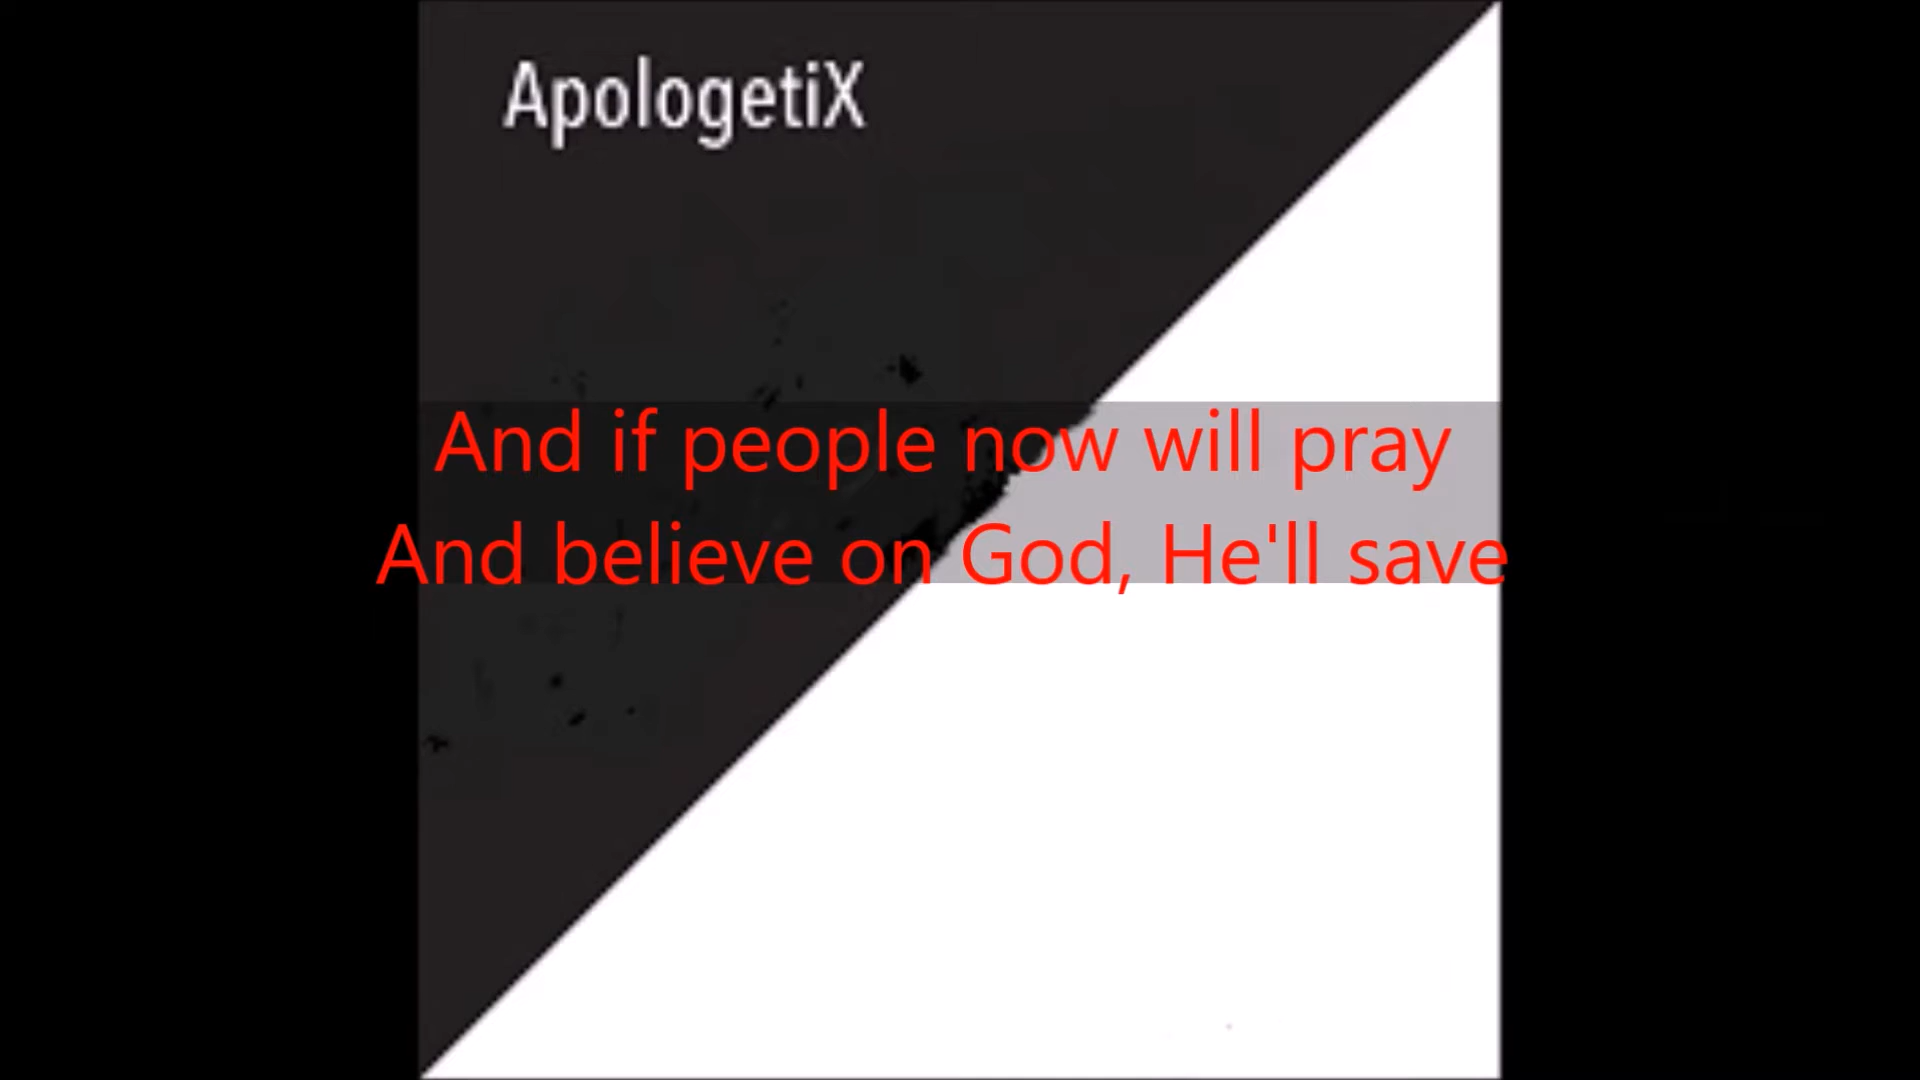 ApologetiX
And if people now will pray
And believe on God, He'll save